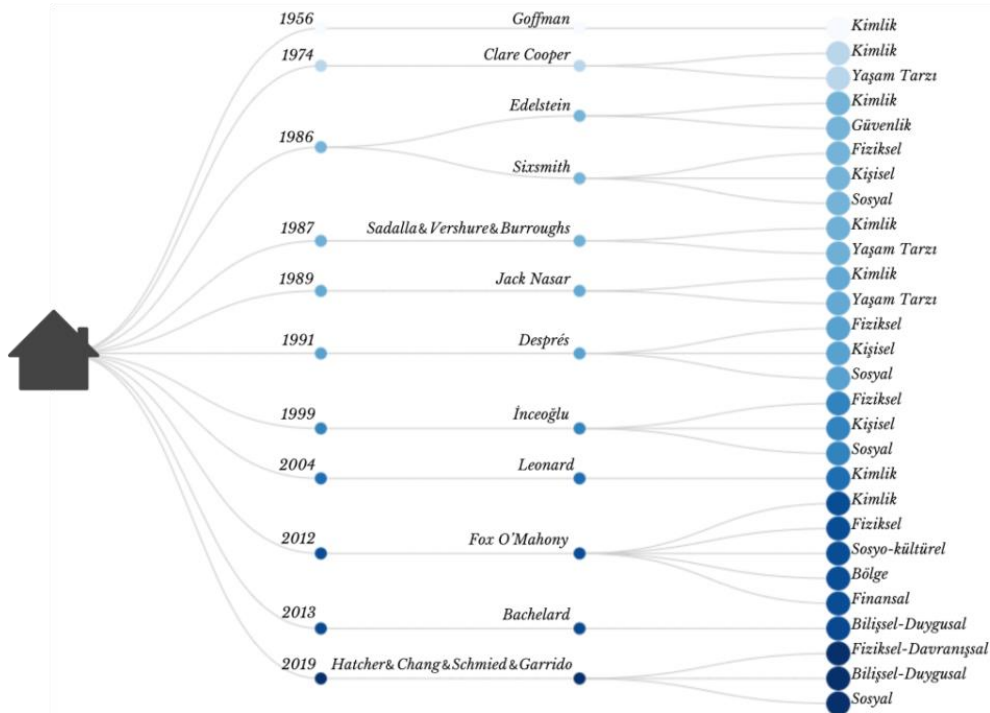 1956
Goffman
Kimlik
1974
Clare Cooper
Kimlik
Yaşam Tarzı
1986
Edelstein
Kimlik
Güvenlik
Sixsmith
Fiziksel
Kişisel
Sosyal
1987
Sadalla&Vershure&Burroughs
Kimlik
Yaşam Tarzı
1989
Jack Nasar
Kimlik
Yaşam Tarzı
1991
Després
Fiziksel
Kişisel
Sosyal
1999
İnceoğlu
Fiziksel
Kişisel
Sosyal
2004
Leonard
Kimlik
2012
Fox O'Mahony
Kimlik
Fiziksel
Sosyo-kültürel
Bölge
Finansal
2013
Bachelard
Bilişsel-Duygusal
2019
Hatcher&Chang&Schmied&Garrido
Fiziksel-Davranışsal
Bilişsel-Duygusal
Sosyal